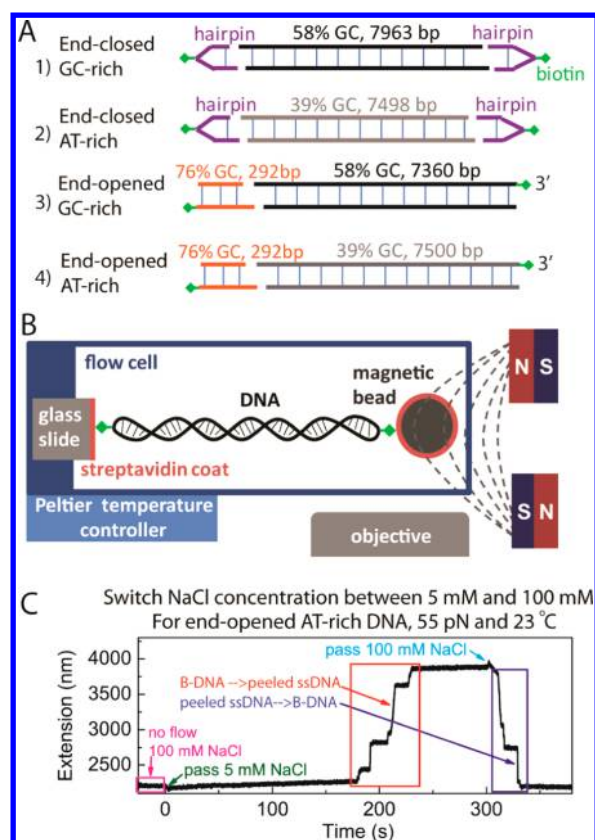 A
hairpin
58% GC, 7963 bp
hairpin
1) End-closed
GC-rich
biotin
hairpin
39% GC, 7498 bp
hairpin
2) End-closed
AT-rich
76% GC, 292bp
58% GC, 7360 bp
3) End-opened
GC-rich
3′
76% GC, 292bp
39% GC, 7500 bp
4) End-opened
AT-rich
3′
B
flow cell
magnetic
bead
N S
DNA
glass
slide
streptavidin coat
Peltier temperature
controller
objective
S N
C
Switch NaCl concentration between 5 mM and 100 mM
For end-opened AT-rich DNA, 55 pN and 23 °C
pass 100 mM NaCl
B-DNA -->peeled ssDNA
peeled ssDNA-->B-DNA
no flow
100 mM NaCl
pass 5 mM NaCl
Extension (nm)
4000
3500
3000
2500
0 100 200 300
Time (s)